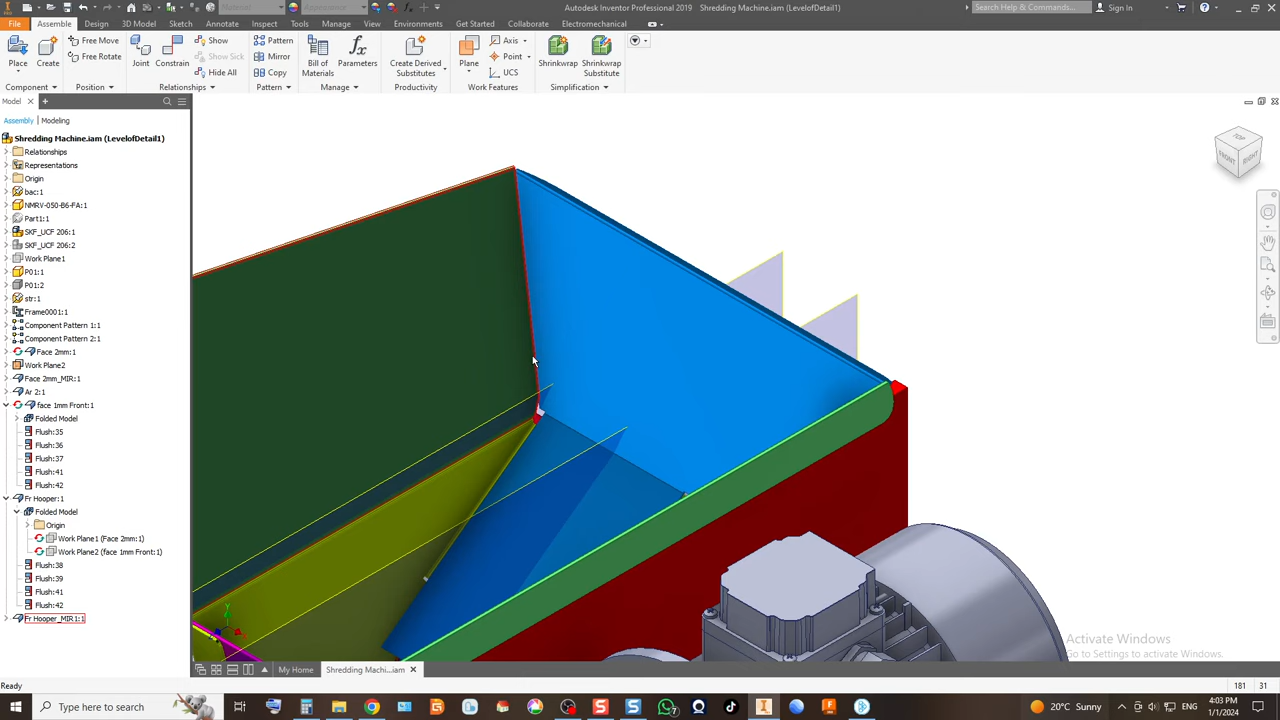 Material
Appearance
Autodesk Inventor Professional 2019   Shredding Machine.iam (LevelofDetail1)
Search Help & Commands...
Sign In
File
Assemble
Design
3D Model
Sketch
Annotate
Inspect
Tools
Manage
View
Environments
Get Started
Collaborate
Electromechanical
Place
Create
Free Move
Free Rotate
Joint
Constrain
Show
Show Sick
Hide All
Pattern
Mirror
Copy
Bill of Materials
Parameters
Create Derived Substitutes
Plane
Axis
Point
UCS
Shrinkwrap
Shrinkwrap Substitute
Component
Position
Relationships
Pattern
Manage
Productivity
Work Features
Simplification
Model
Assembly
Modeling
Shredding Machine.iam (LevelofDetail1)
Relationships
Representations
Origin
bac:1
NMRV-050-B6-FA:1
Part1:1
SKF_UCF 206:1
SKF_UCF 206:2
Work Plane1
P01:1
P01:2
str:1
Frame0001:1
Component Pattern 1:1
Component Pattern 2:1
Face 2mm:1
Work Plane2
Face 2mm_MIR:1
Ar 2:1
face 1mm Front:1
Folded Model
Flush:35
Flush:36
Flush:37
Flush:41
Flush:42
Fr Hooper:1
Folded Model
Origin
Work Plane1 (Face 2mm:1)
Work Plane2 (face 1mm Front:1)
Flush:38
Flush:39
Flush:41
Flush:42
Fr Hooper_MIR1:1
TOP
FRONT
RIGHT
Y
Activate Windows
Go to Settings to activate Windows.
My Home
Shredding Machi...iam
Ready
181
31
Type here to search
20°C Sunny
ENG
4:03 PM
1/1/2024